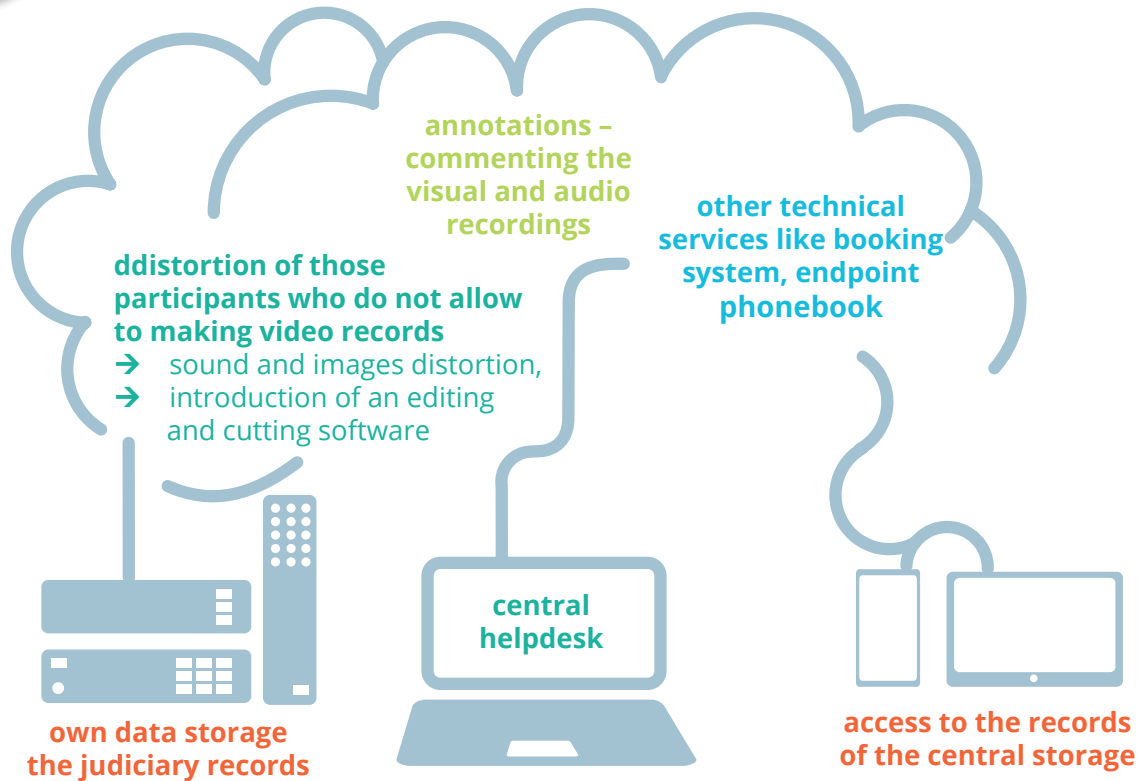 annotations –
commenting the
visual and audio
recordings
other technical
services like booking
system, endpoint
phonebook
ddistortion of those
participants who do not allow
to making video records
→ sound and images distortion,
→ introduction of an editing
and cutting software
central
helpdesk
own data storage
the judiciary records
access to the records
of the central storage